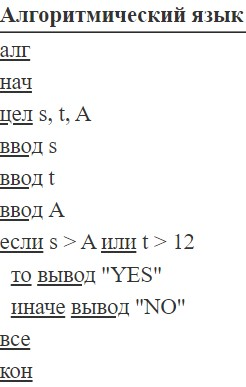 Алгоритмический язык
алг
нач
цел s, t, A
ввод s
ввод t
ввод A
если s > A или t > 12
то вывод "YES"
иначе вывод "NO"
все
кон